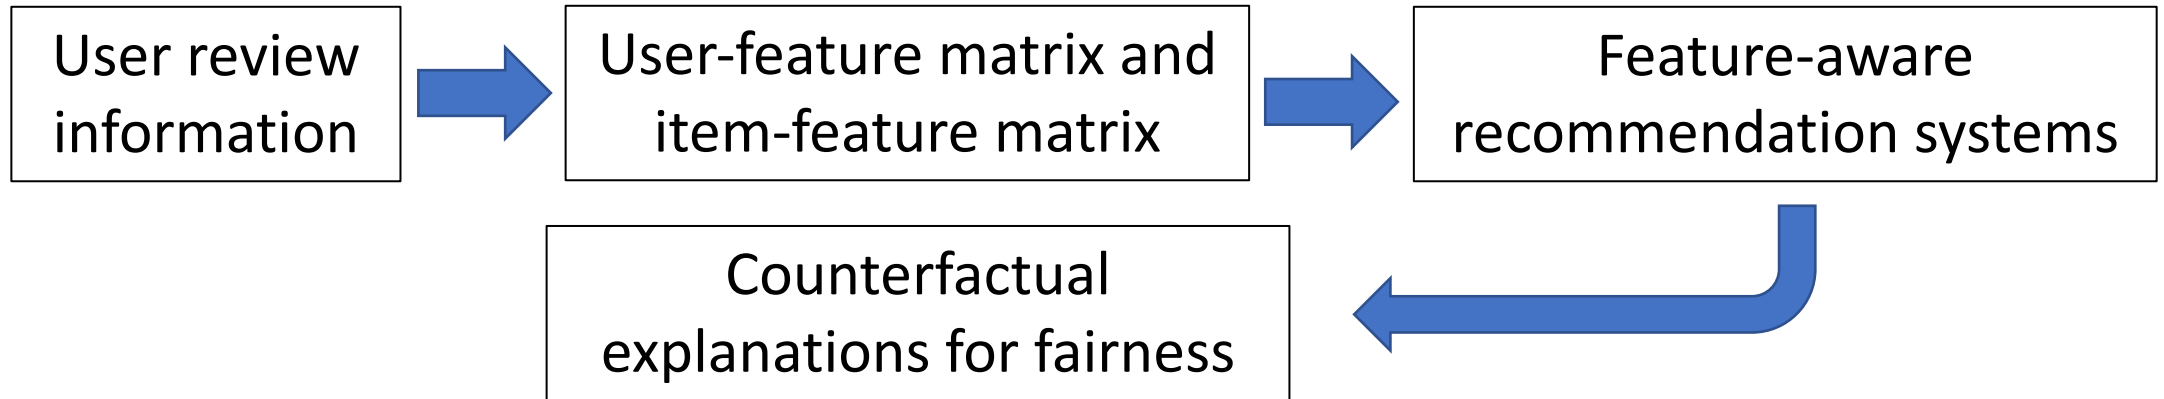 User review
information
User-feature matrix and
item-feature matrix
Feature-aware
recommendation systems
Counterfactual
explanations for fairness